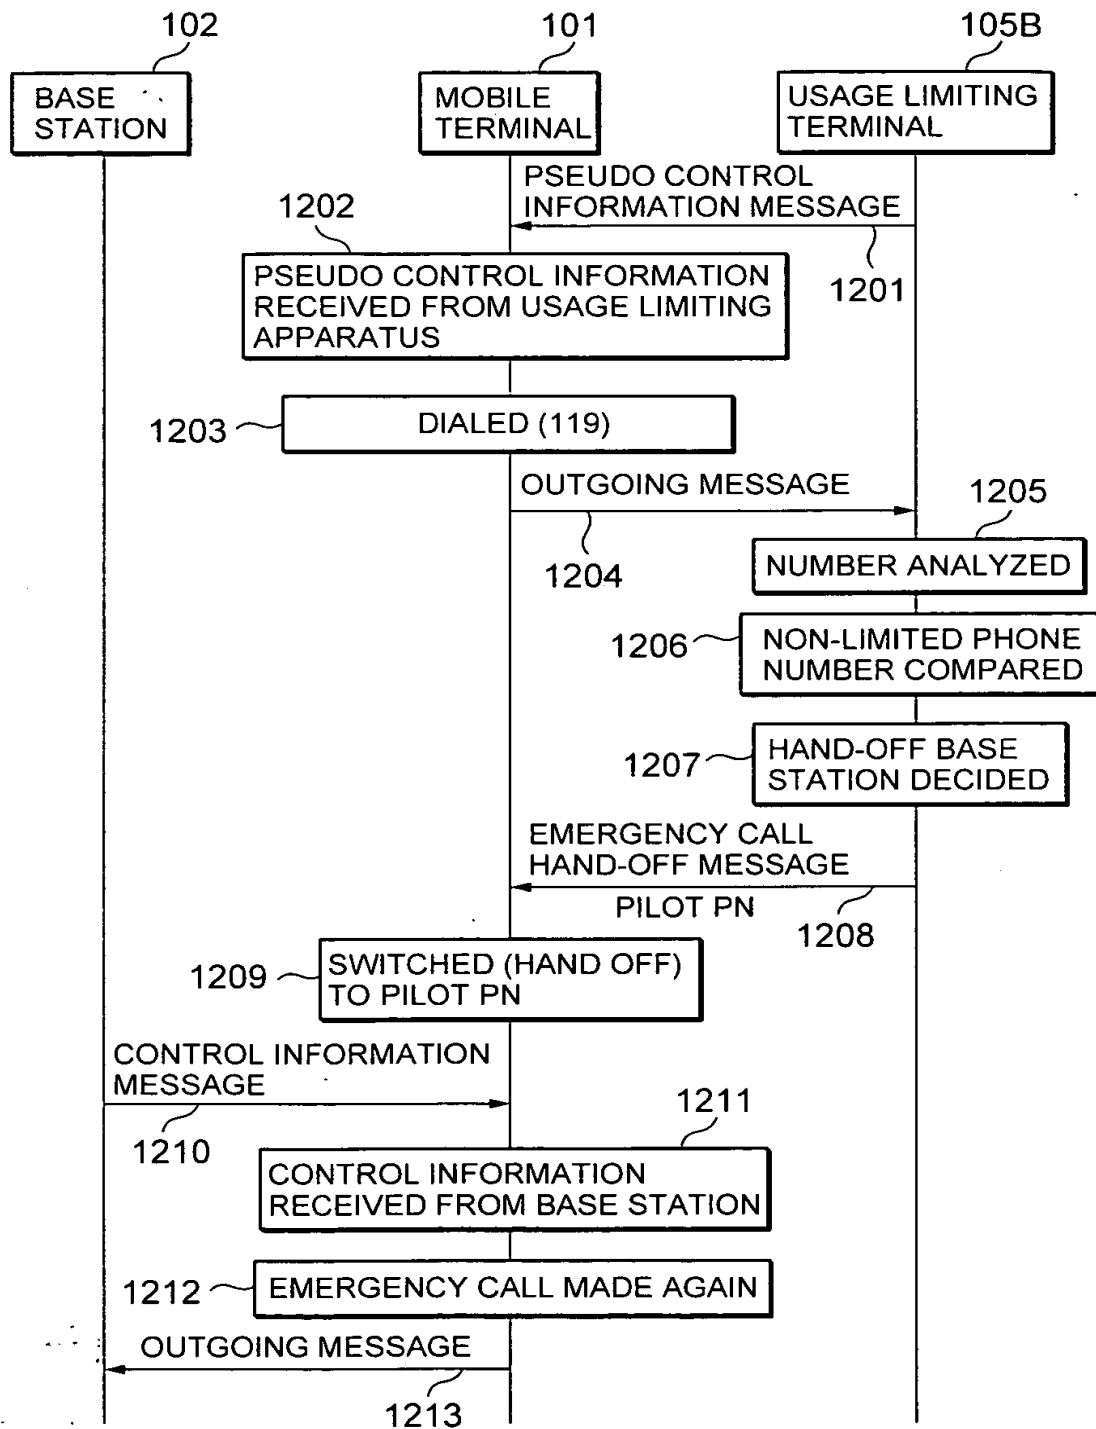 102
101
105B
BASE
STATION
MOBILE
TERMINAL
USAGE LIMITING
TERMINAL
PSEUDO CONTROL
INFORMATION MESSAGE
1201
1202
PSEUDO CONTROL INFORMATION
RECEIVED FROM USAGE LIMITING
APPARATUS
1203
DIALED (119)
OUTGOING MESSAGE
1204
1205
NUMBER ANALYZED
1206
NON-LIMITED PHONE
NUMBER COMPARED
1207
HAND-OFF BASE
STATION DECIDED
EMERGENCY CALL
HAND-OFF MESSAGE
PILOT PN
1208
1209
SWITCHED (HAND OFF)
TO PILOT PN
CONTROL INFORMATION
MESSAGE
1210
1211
CONTROL INFORMATION
RECEIVED FROM BASE STATION
1212
EMERGENCY CALL MADE AGAIN
OUTGOING MESSAGE
1213